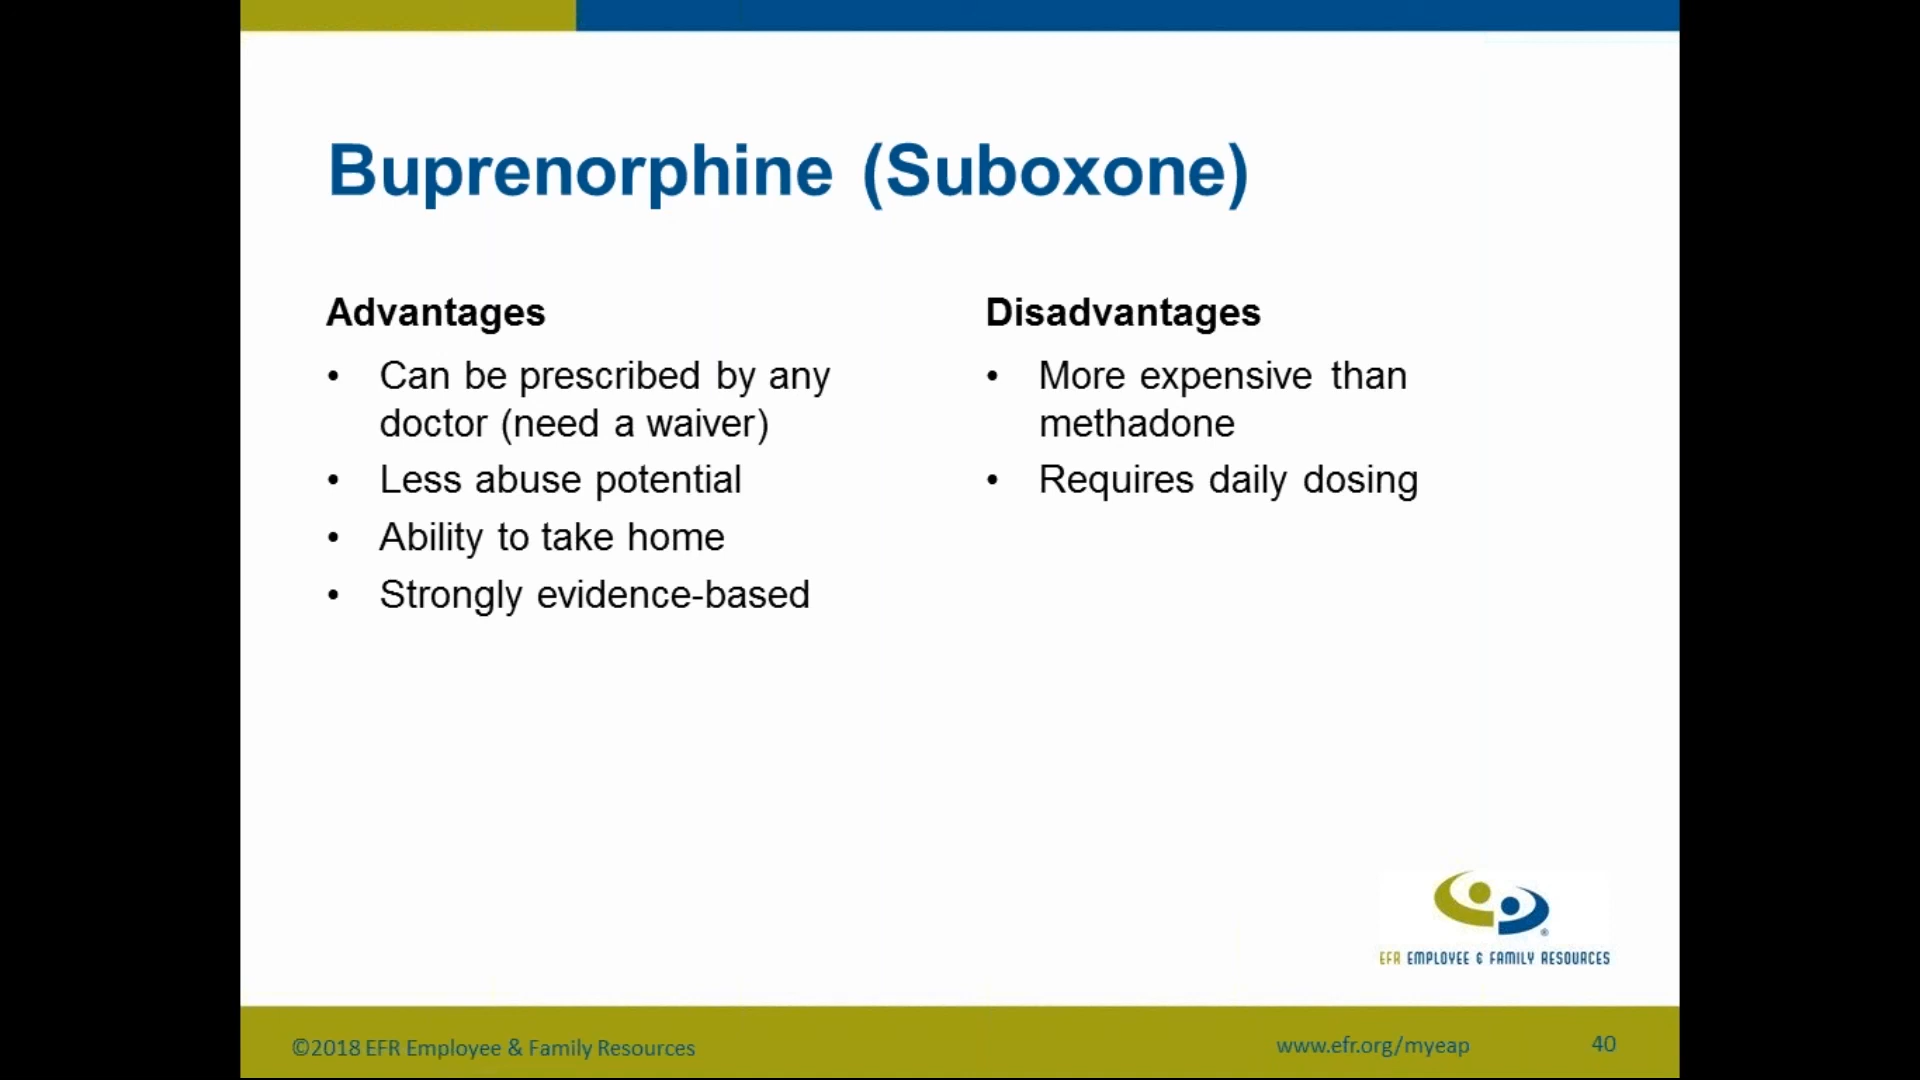 Buprenorphine (Suboxone)
Advantages
• Can be prescribed by any
doctor (need a waiver)
• Less abuse potential
• Ability to take home
• Strongly evidence-based
Disadvantages
• More expensive than
methadone
• Requires daily dosing
®
EFR EMPLOYEE & FAMILY RESOURCES
©2018 EFR Employee & Family Resources
www.efr.org/myeap
40